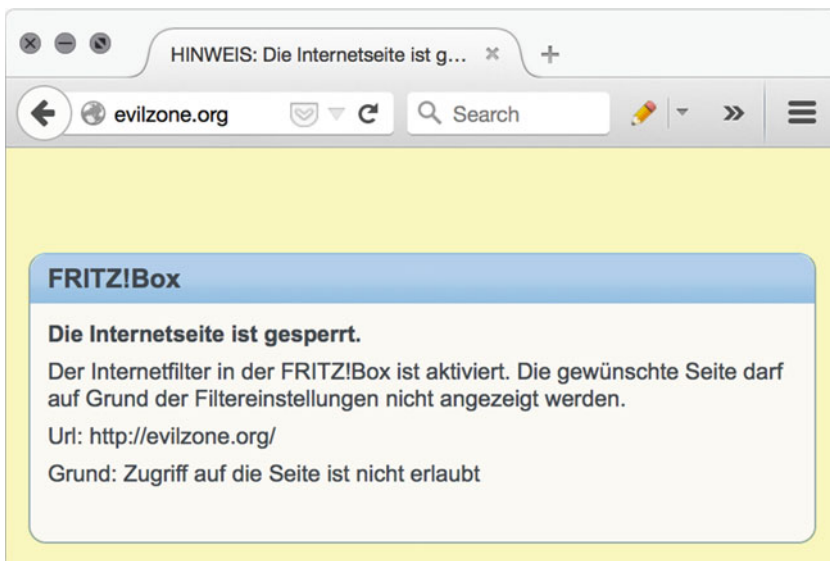 HINWEIS: Die Internetseite ist g...
evilzone.org
Search
FRITZ!Box
Die Internetseite ist gesperrt.
Der Internetfilter in der FRITZ!Box ist aktiviert. Die gewünschte Seite darf
auf Grund der Filtereinstellungen nicht angezeigt werden.
Url: http://evilzone.org/
Grund: Zugriff auf die Seite ist nicht erlaubt